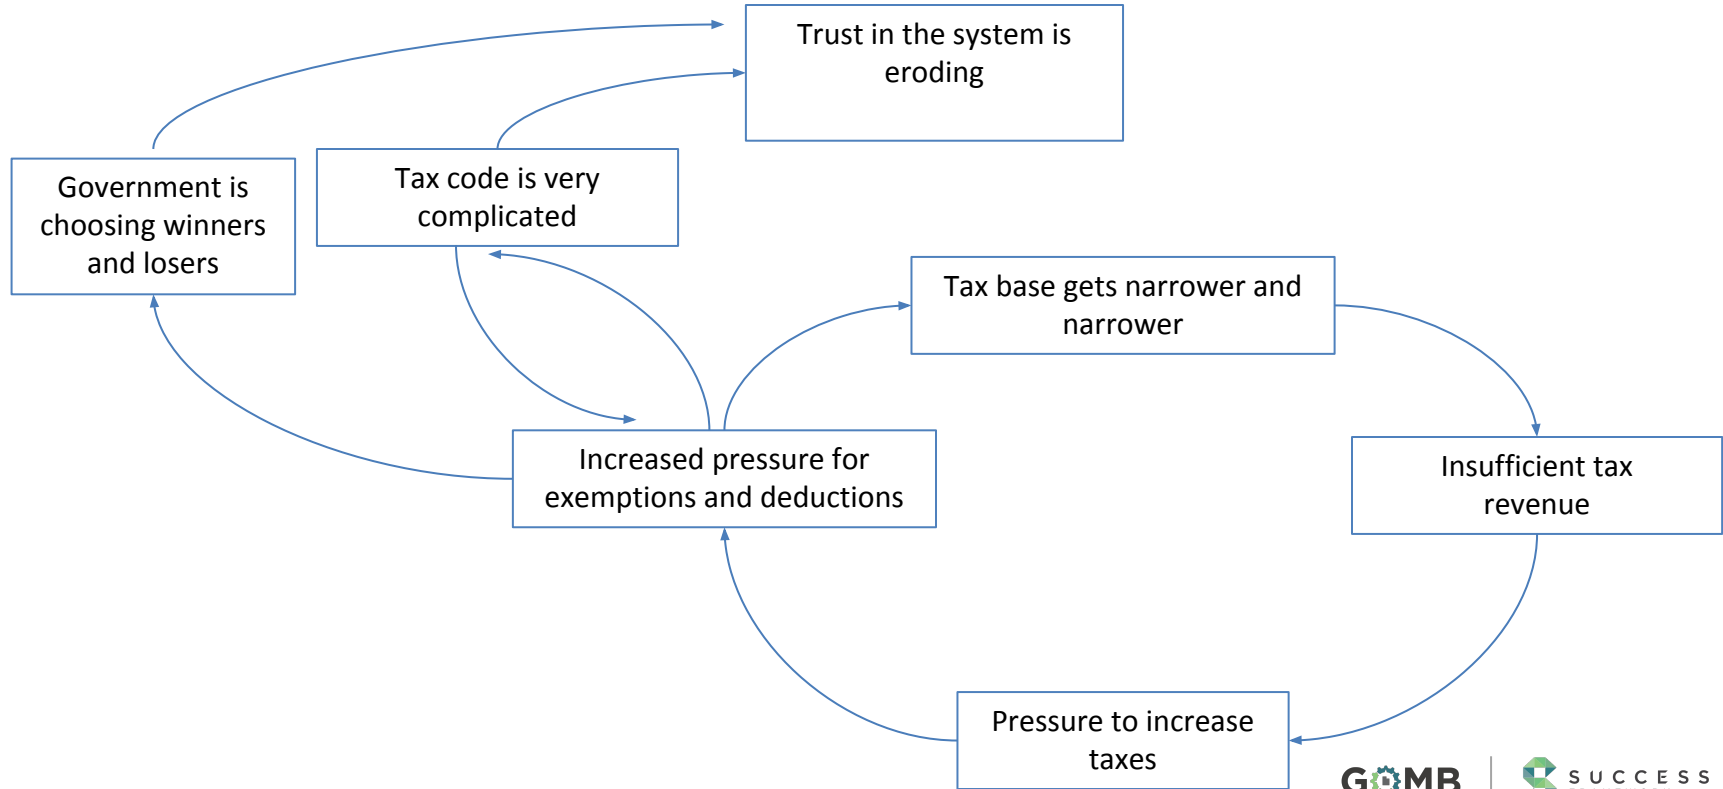 Trust in the system is
eroding
Government is
choosing winners
and losers
Tax code is very
complicated
Tax base gets narrower and
narrower
Increased pressure for
exemptions and deductions
Insufficient tax
revenue
Pressure to increase
taxes
GOMB
SUCCESS